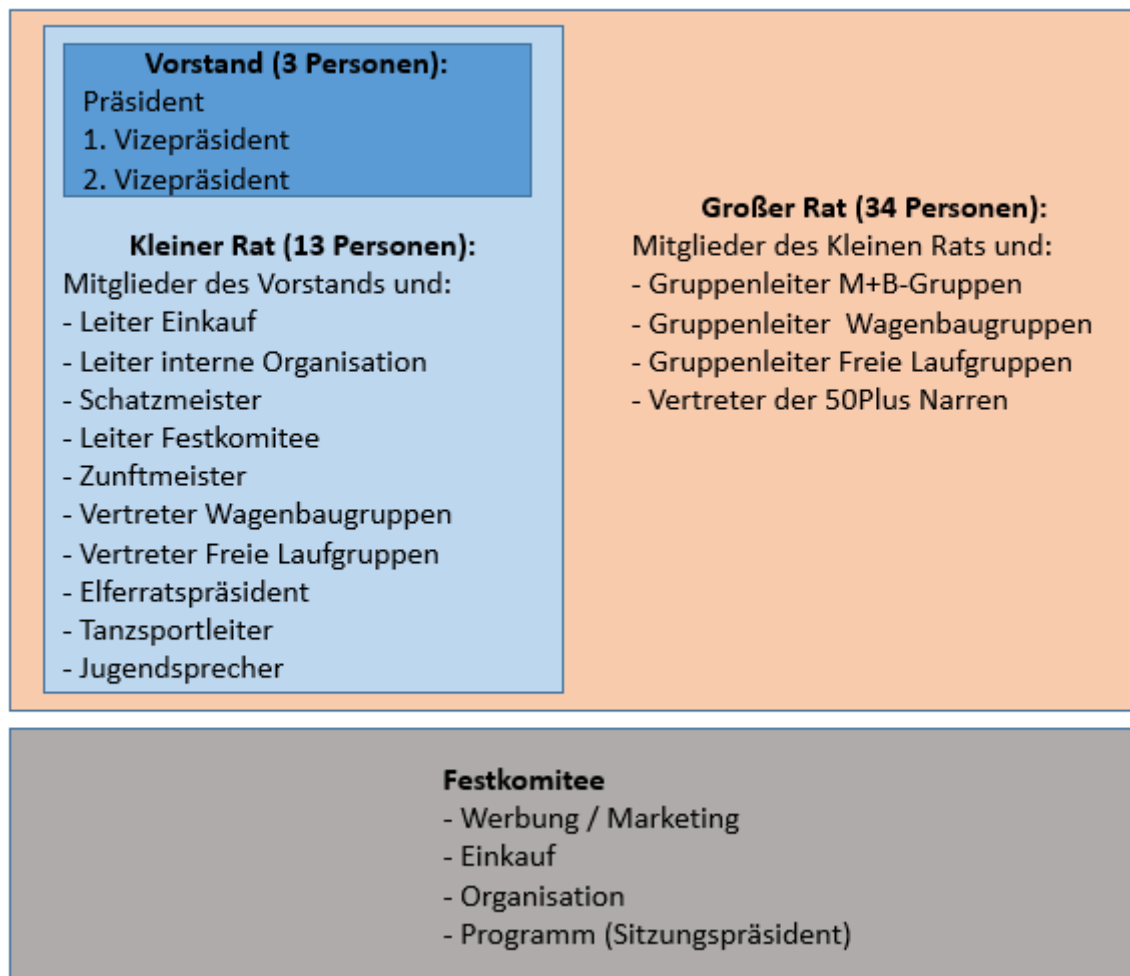 Vorstand (3 Personen):
Präsident
1. Vizepräsident
2. Vizepräsident
Kleiner Rat (13 Personen):
Mitglieder des Vorstands und:
- Leiter Einkauf
- Leiter interne Organisation
- Schatzmeister
- Leiter Festkomitee
- Zunftmeister
- Vertreter Wagenbaugruppen
- Vertreter Freie Laufgruppen
- Elferratspräsident
- Tanzsportleiter
- Jugendsprecher
Großer Rat (34 Personen):
Mitglieder des Kleinen Rats und:
- Gruppenleiter M+B-Gruppen
- Gruppenleiter  Wagenbaugruppen
- Gruppenleiter Freie Laufgruppen
- Vertreter der 50Plus Narren
Festkomitee
- Werbung / Marketing
- Einkauf
- Organisation
- Programm (Sitzungspräsident)